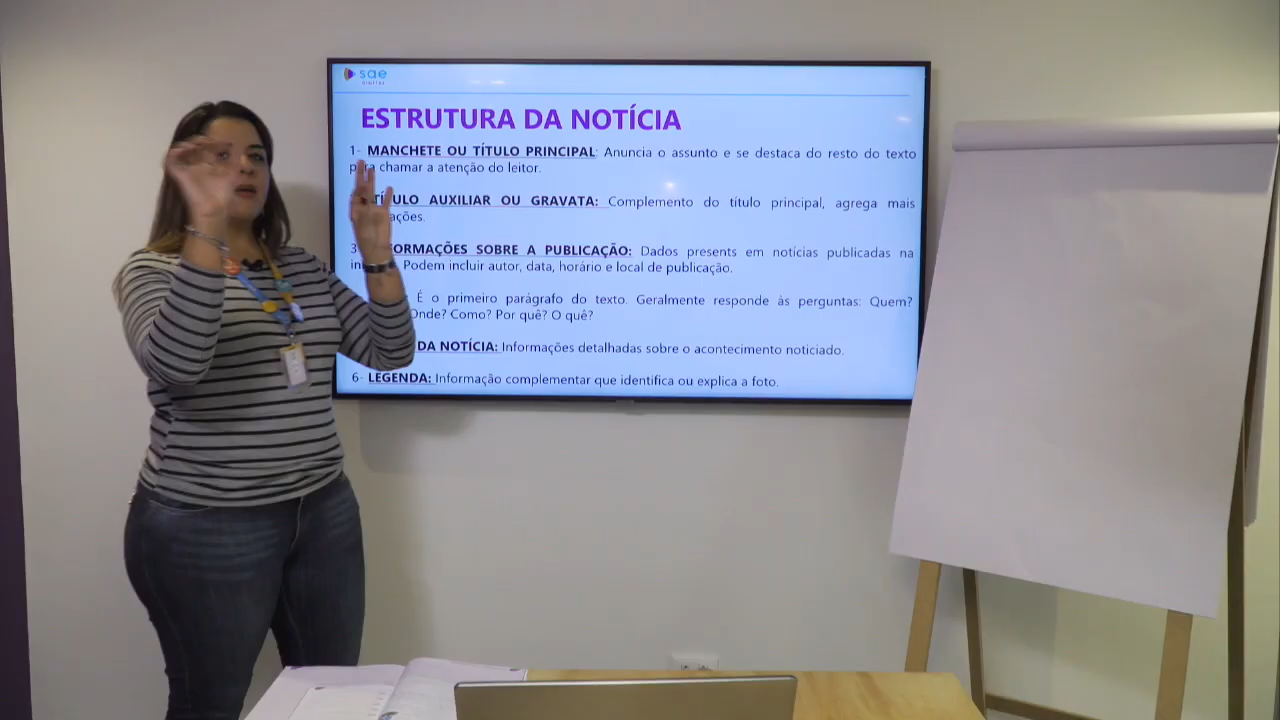 sae
DIGITAL
ESTRUTURA DA NOTÍCIA
1- MANCHETE OU TÍTULO PRINCIPAL: Anuncia o assunto e se destaca do resto do texto
para chamar a atenção do leitor.
TÍTULO AUXILIAR OU GRAVATA: Complemento do título principal, agrega mais
3- SOBRE A PUBLICAÇÃO: Dados presents em notícias publicadas na
Podem incluir autor, data, horário e local de publicação.
É o primeiro parágrafo do texto. Geralmente responde às perguntas: Quem?
Onde? Como? Por quê? O quê?
DA NOTÍCIA: Informações detalhadas sobre o acontecimento noticiado.
6- LEGENDA: Informação complementar que identifica ou explica a foto.